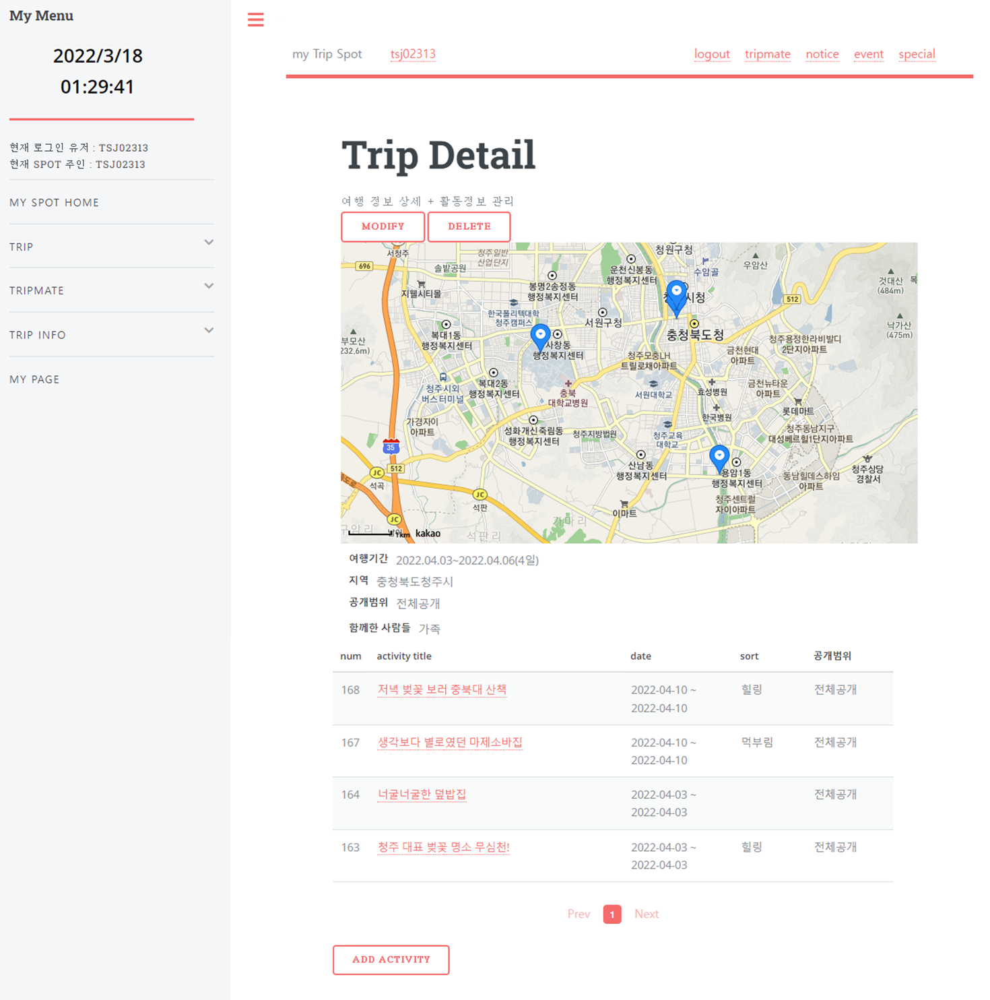 My Menu
2022/3/18
01:29:41
현재 로그인 유저 : TSJ02313
현재 SPOT 주인 : TSJ02313
MY SPOT HOME
TRIP
TRIPMATE
TRIP INFO
MY PAGE
my Trip Spot tsj02313 logout tripmate notice event special
Trip Detail
여행 정보 상세 + 활동정보 관리
MODIFY DELETE
서청주
696
솔밭공원
청주일반
산업단지
지웰시티몰
봉명2송정동
행정복지센터
운천신봉동
행정복지센터
청원구청
수암골
우암산
것대산
(484m)
목
512
낙가산
(475m)
부모산
232.6m)
복대1동
행정복지센터
한국폴리텍대학
청주캠퍼스
서원구청
시청
충청북도청
사창동
행정복지센터
청주모충LH
트릴로채아파트
금천현대
아파트
청주용정한라비발디
2단지아파트
청주시외
버스터미널
복대2동
행정복지센터
충북
대학교병원
서원대학교
효성병원
금천뉴타운
아파트
롯데마트
한국병원
가경자이
아파트
성화개신죽림동
행정복지센터
청주지방법원
청주교육
대학교
청주동남지구
대성베르힐1단지아파트
35
512
JC
석곡
산남동
행정복지센터
용암1동
행정복지센터
동남힐데스하임
아파트
청주상당
경찰서
JC
석판
이마트
청주센트럴
자이아파트
JC
가마리
석판리
1km kakao
여행기간 2022.04.03~2022.04.06(4일)
지역 충청북도청주시
공개범위 전체공개
함께한 사람들 가족
num activity title date sort 공개범위
168 저녁 벚꽃 보러 충북대 산책 2022-04-10 ~ 힐링 전체공개
2022-04-10
167 생각보다 별로였던 마제소바집 2022-04-10 ~ 먹부림 전체공개
2022-04-10
164 너굴너굴한 덮밥집 2022-04-03 ~ 전체공개
2022-04-03
163 청주 대표 벚꽃 명소 무심천! 2022-04-03 ~ 힐링 전체공개
2022-04-03
Prev 1 Next
ADD ACTIVITY